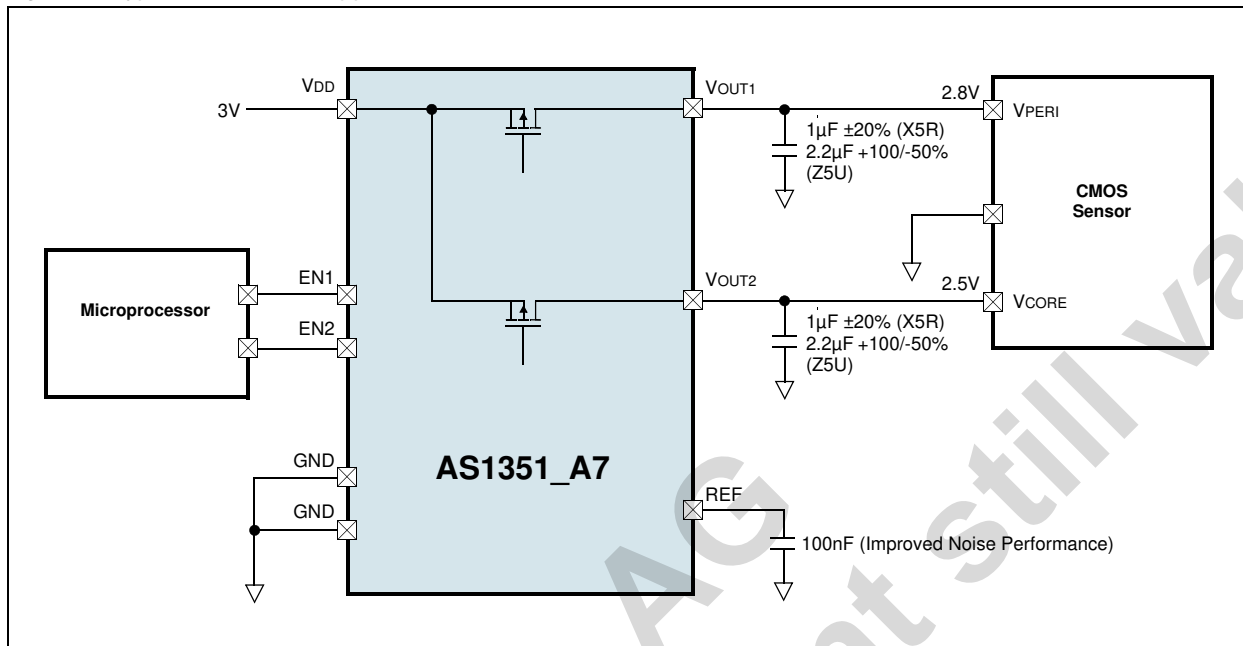 VDD
3V
VOUT1
2.8V
VPERI
1µF ±20% (X5R)
2.2µF +100/-50%
(Z5U)
CMOS
Sensor
Microprocessor
EN1
EN2
VOUT2
2.5V
VCORE
1µF ±20% (X5R)
2.2µF +100/-50%
(Z5U)
GND
GND
AS1351_A7
REF
100nF (Improved Noise Performance)
AG
still